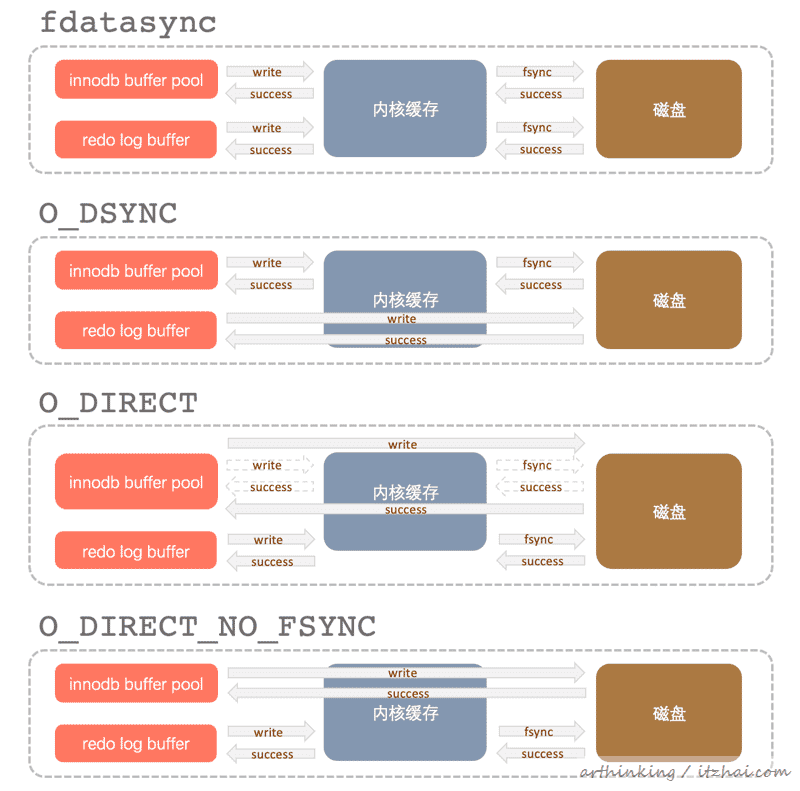 fdatasync
innodb buffer pool
write
success
内核缓存
fsync
success
磁盘
redo log buffer
write
success
fsync
success
O_DSYNC
innodb buffer pool
write
success
内核缓存
fsync
success
磁盘
redo log buffer
write
success
O_DIRECT
write
innodb buffer pool
write
success
内核缓存
fsync
success
success
磁盘
redo log buffer
write
success
fsync
success
O_DIRECT_NO_FSYNC
innodb buffer pool
write
success
内核缓存
磁盘
redo log buffer
write
success
fsync
success
arthinking / itzhai.com